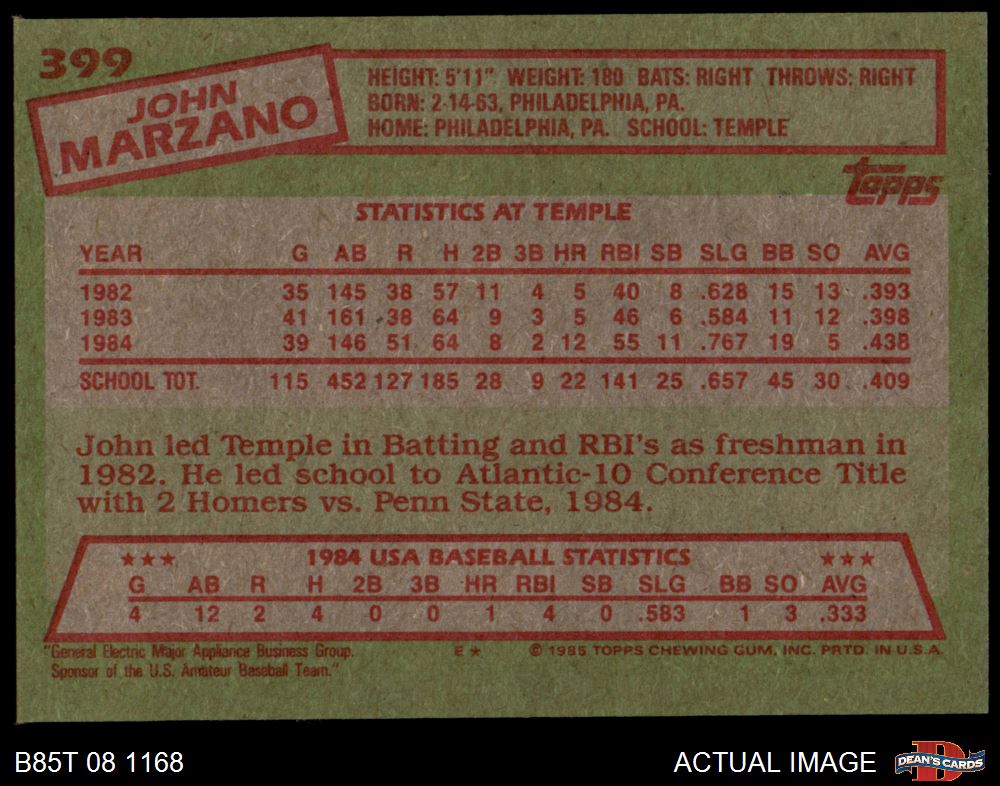 399
JOHN
MARZANO
HEIGHT: 5'11" WEIGHT: 180 BATS: RIGHT THROWS: RIGHT
BORN: 2-14-63, PHILADELPHIA, PA.
HOME: PHILADELPHIA, PA. SCHOOL: TEMPLE
topps
STATISTICS AT TEMPLE
YEAR G AB R H 2B 3B HR RBI SB SLG BB SO AVG
1982 35 145 38 57 11 4 5 40 8 .628 15 13 .393
1983 41 161 38 64 9 3 5 46 6 .584 11 12 .398
1984 39 146 51 64 8 2 12 55 11 .767 19 5 .438
SCHOOL TOT. 115 452 127 185 28 9 22 141 25 .657 45 30 .409
John led Temple in Batting and RBI's as freshman in
1982. He led school to Atlantic-10 Conference Title
with 2 Homers vs. Penn State, 1984.
★★★ 1984 USA BASEBALL STATISTICS ★★★
G AB R H 2B 3B HR RBI SB SLG BB SO AVG
4 12 2 4 0 0 1 4 0 .583 1 3 .333
"General Electric Major Appliance Business Group. E* © 1985 TOPPS CHEWING GUM, INC. PRTD. IN U.S.A.
Sponsor of the U.S. Amateur Baseball Team."
B85T 08 1168 ACTUAL IMAGE D DEAN'S CARDS